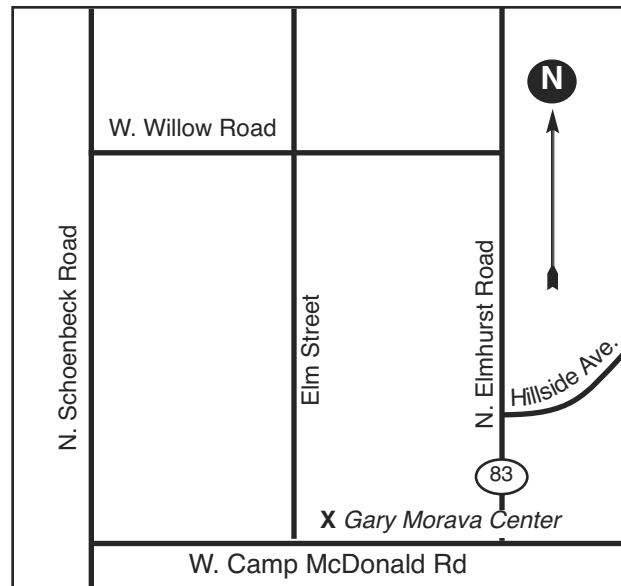 N
W. Willow Road
N. Schoenbeck Road
Elm Street
N. Elmhurst Road
Hillside Ave.
83
X Gary Morava Center
W. Camp McDonald Rd